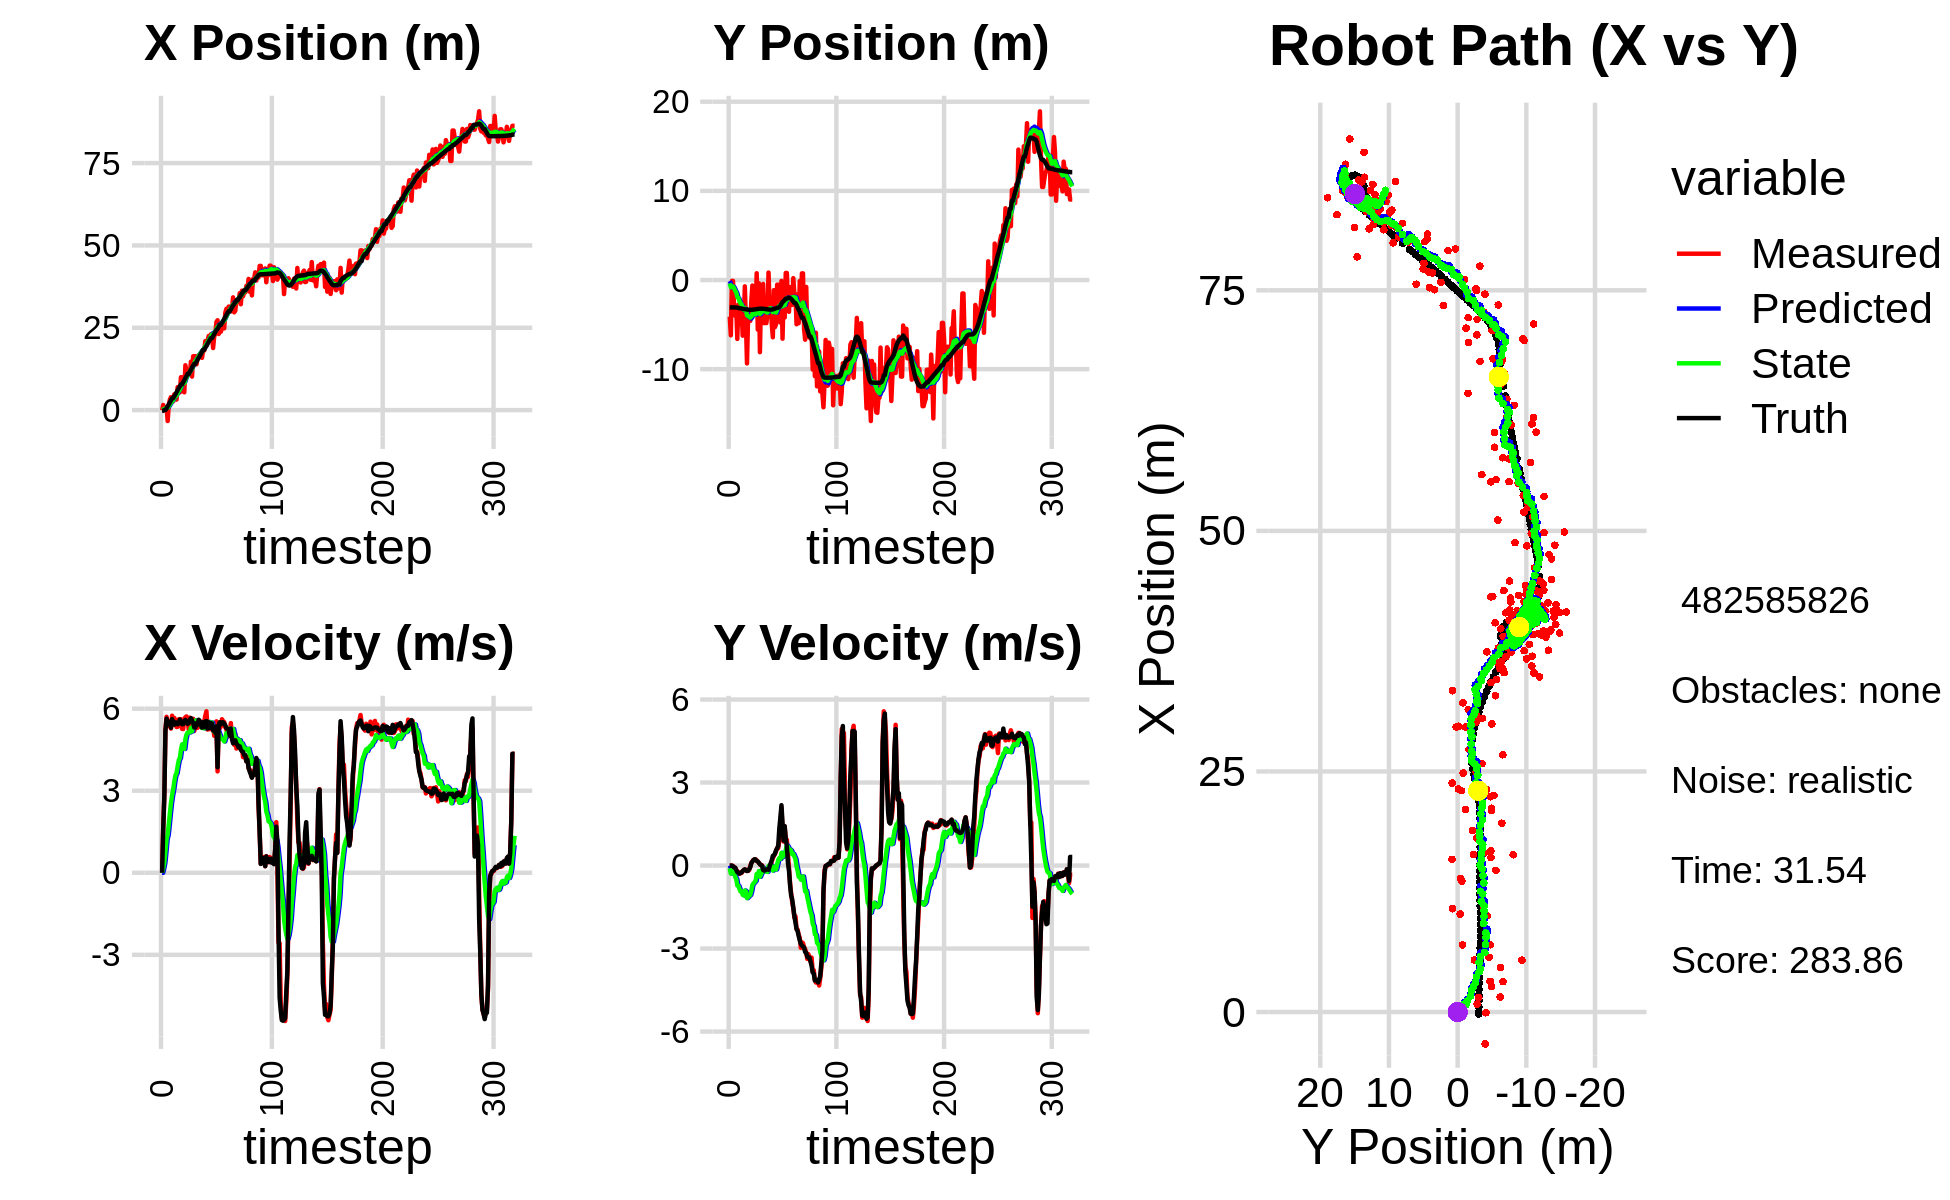 X Position (m)
75
50
25
0
0
100
200
300
timestep
Y Position (m)
20
10
0
-10
0
100
200
300
timestep
X Velocity (m/s)
6
3
0
-3
0
100
200
300
timestep
Y Velocity (m/s)
6
3
0
-3
-6
0
100
200
300
timestep
Robot Path (X vs Y)
X Position (m)
75
50
25
0
20 10 0 -10 -20
Y Position (m)
variable
Measured
Predicted
State
Truth
482585826
Obstacles: none
Noise: realistic
Time: 31.54
Score: 283.86